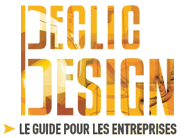 DECLIC
DESIGN
LE GUIDE POUR LES ENTREPRISES